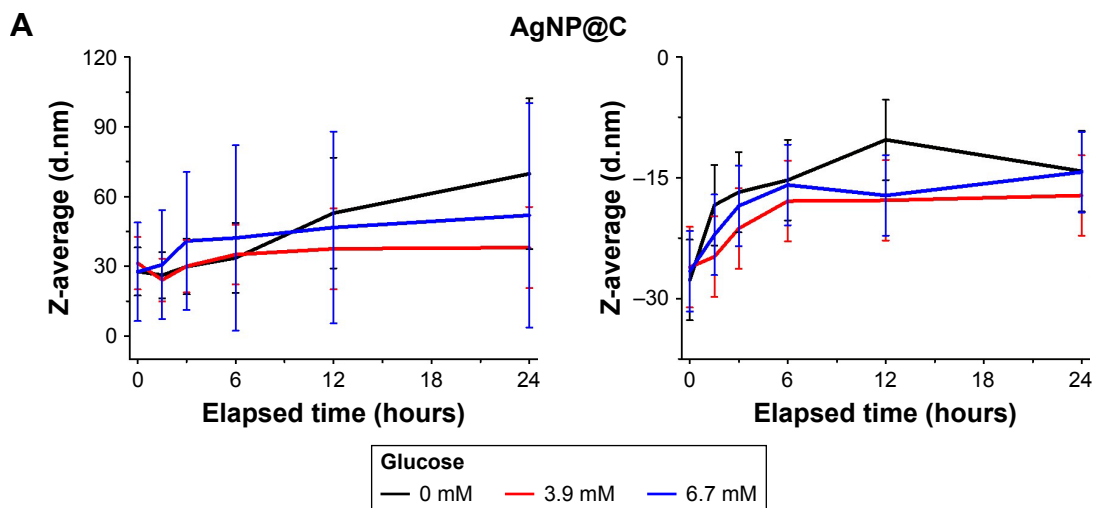 A
AgNP@C
120
90
60
30
0
Z-average (d.nm)
0 6 12 18 24
Elapsed time (hours)
0
–15
–30
Z-average (d.nm)
0 6 12 18 24
Elapsed time (hours)
Glucose
0 mM 3.9 mM 6.7 mM